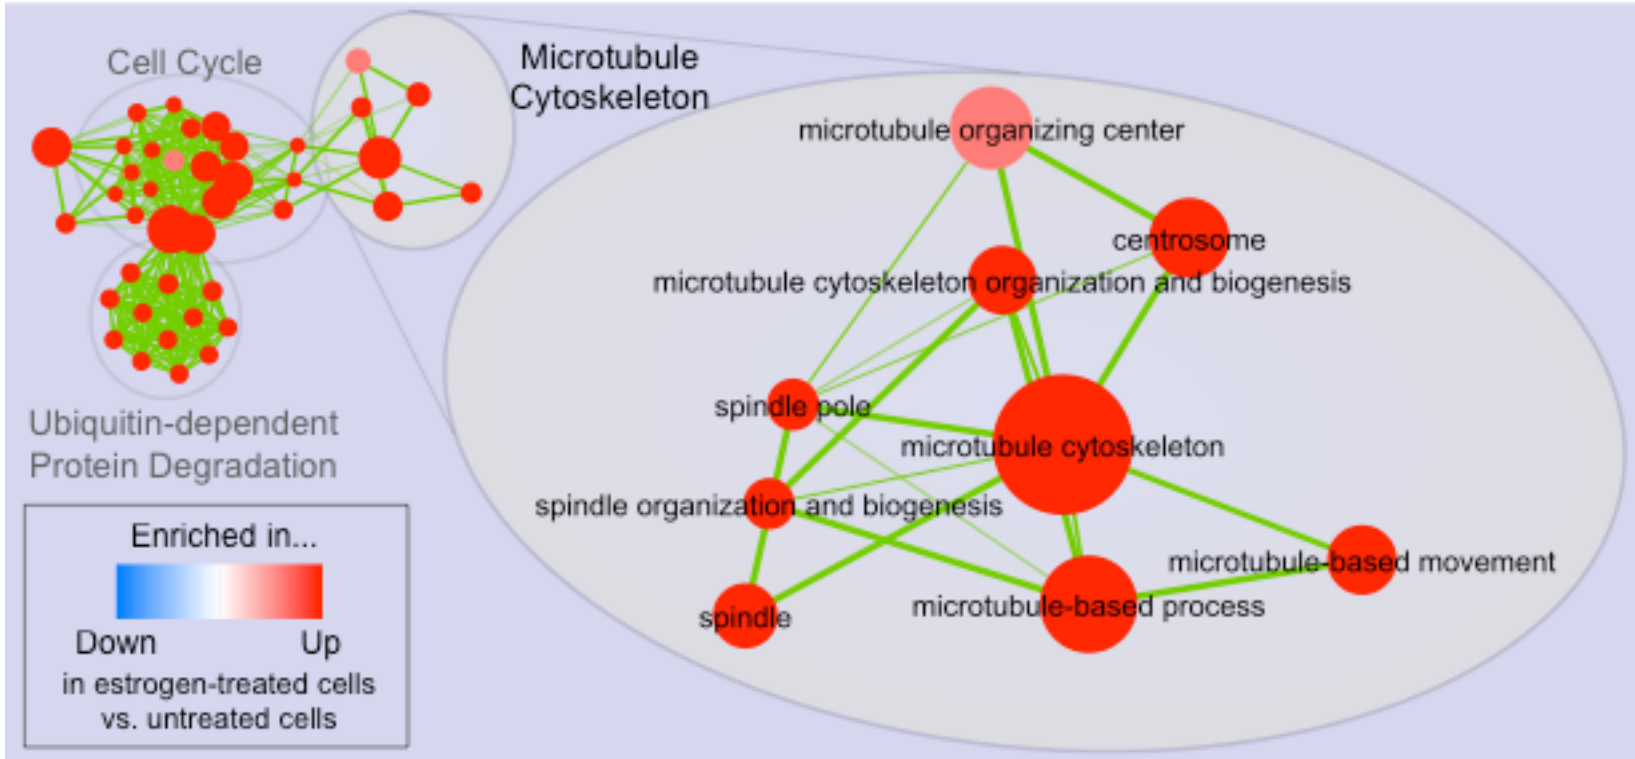 Cell Cycle
Microtubule
Cytoskeleton
microtubule organizing center
centrosome
microtubule cytoskeleton organization and biogenesis
spindle pole
microtubule cytoskeleton
spindle organization and biogenesis
microtubule-based movement
microtubule-based process
spindle
Ubiquitin-dependent
Protein Degradation
Enriched in...
Down Up
in estrogen-treated cells
vs. untreated cells